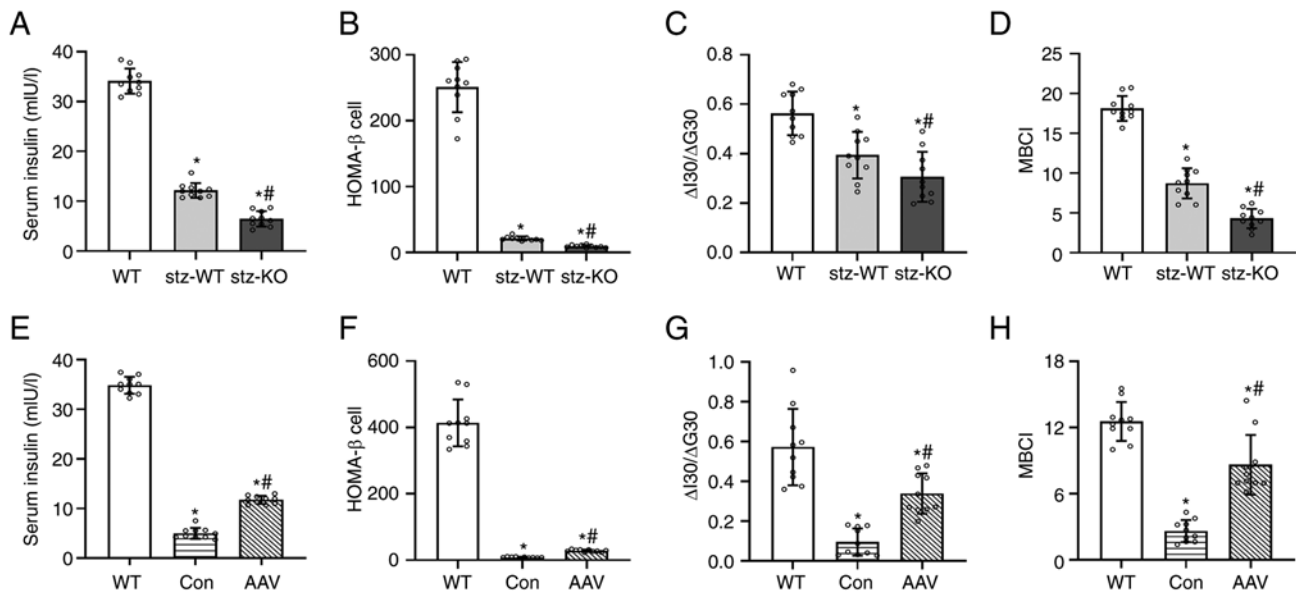 A
Serum insulin (mIU/l)
40
30
20
10
0
*
*#
WT stz-WT stz-KO
B
HOMA-β cell
300
200
100
0
*
*#
WT stz-WT stz-KO
C
ΔI30/ΔG30
0.8
0.6
0.4
0.2
0.0
*
*#
WT stz-WT stz-KO
D
MBCI
25
20
15
10
5
0
*
*#
WT stz-WT stz-KO
E
Serum insulin (mIU/l)
40
30
20
10
0
*
*#
WT Con AAV
F
HOMA-β cell
600
400
200
0
*
*#
WT Con AAV
G
ΔI30/ΔG30
1.0
0.8
0.6
0.4
0.2
0.0
*
*#
WT Con AAV
H
MBCI
18
12
6
0
*
*#
WT Con AAV